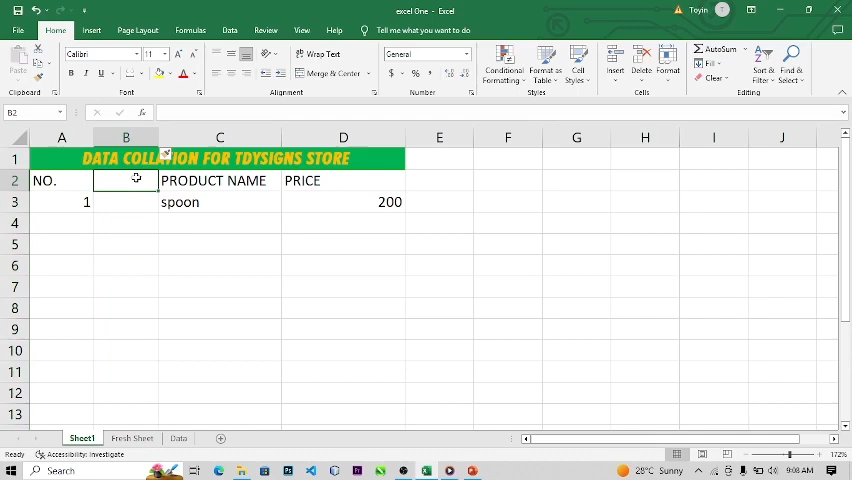 excel One - Excel
Toyin T
File Home Insert Page Layout Formulas Data Review View Help Tell me what you want to do
Paste Calibri 11 A A Wrap Text General Conditional Formatting Format as Table Cell Styles Insert Delete Format AutoSum Sort & Filter Find & Select
B I U A Merge & Center $ % , Fill
Clear
Clipboard Font Alignment Number Styles Cells Editing
B2 fx
A B C D E F G H I J
1 DATA COLLATION FOR TDYSIGNS STORE
2 NO. PRODUCT NAME PRICE
3 1 spoon 200
4
5
6
7
8
9
10
11
12
13
Sheet1 Fresh Sheet Data
Ready Accessibility: Investigate 172%
Search 28°C Sunny 9:08 AM